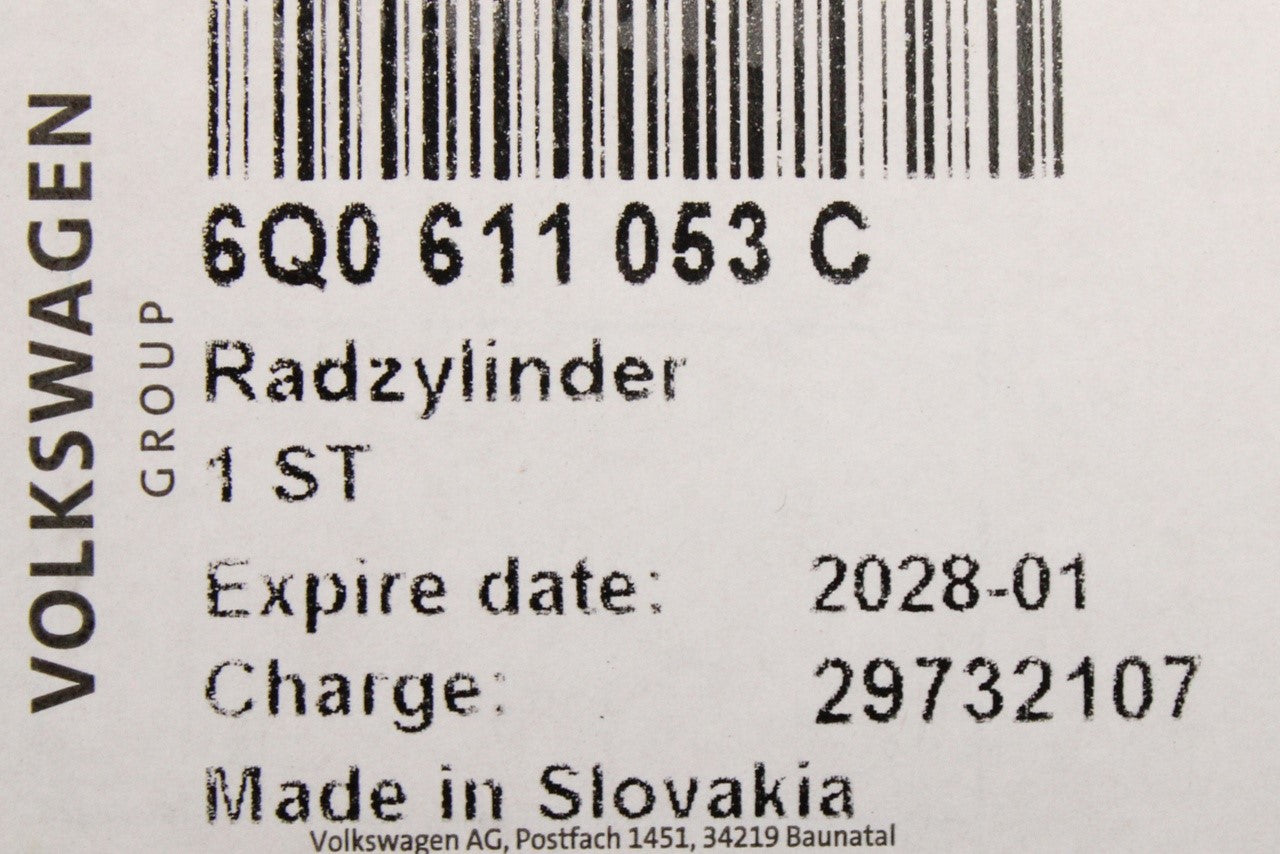 VOLKSWAGEN
GROUP
6Q0 611 053 C
Radzylinder
1 ST
Expire date: 2028-01
Charge: 29732107
Made in Slovakia
Volkswagen AG, Postfach 1451, 34219 Baunatal